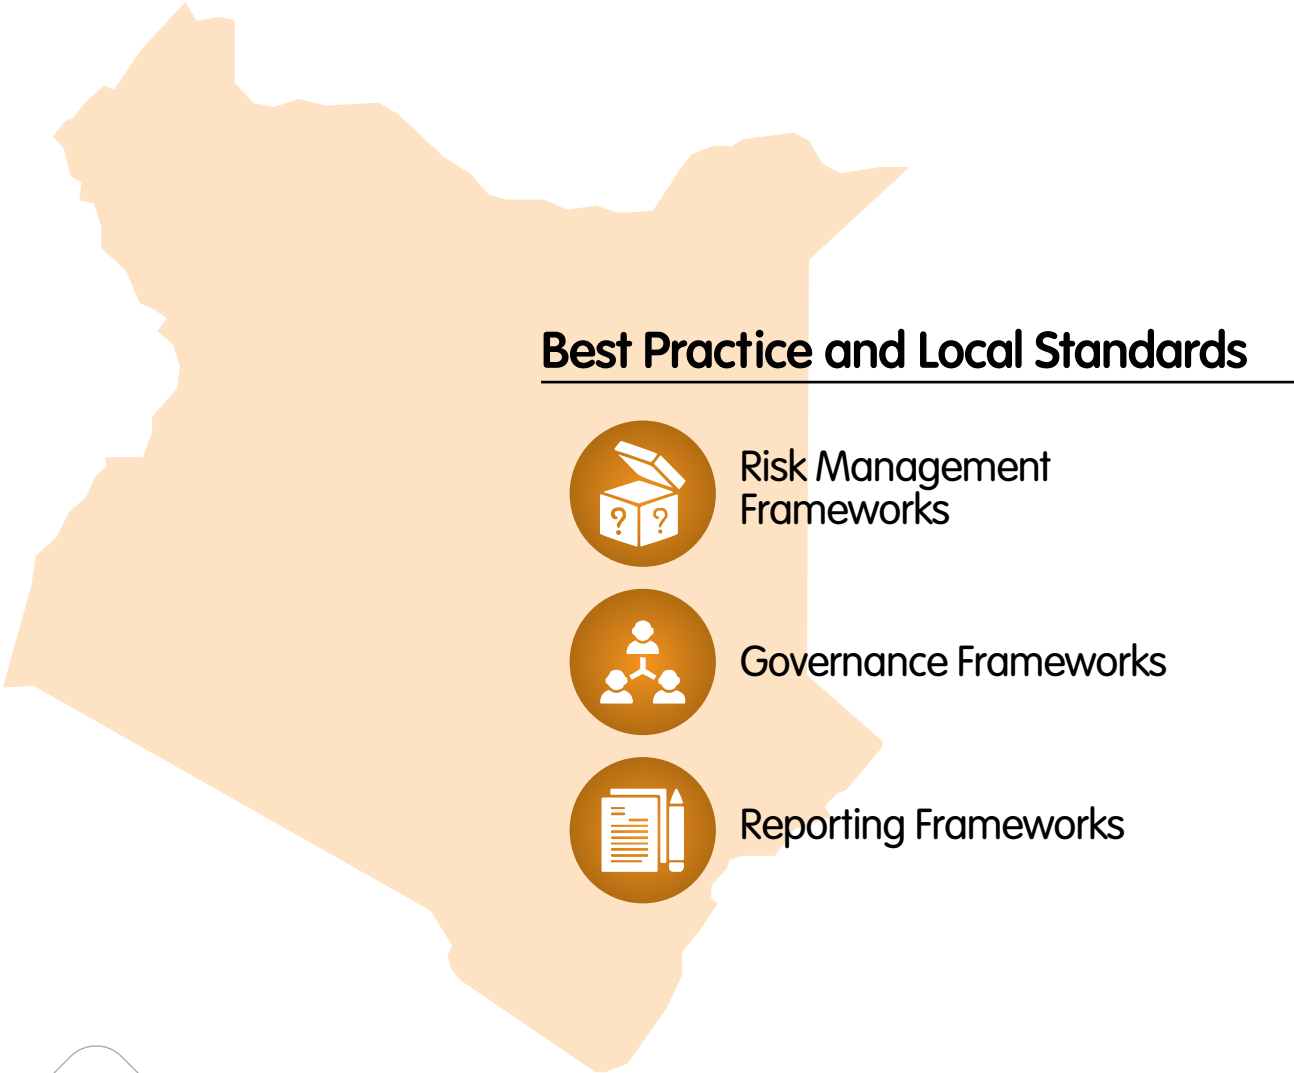 Best Practice and Local Standards
Risk Management
Frameworks
? ?
Governance Frameworks
Reporting Frameworks